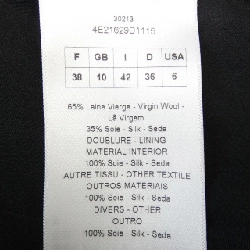 30213
4E21629D1116
F GB I D USA
38 10 42 36 6
65% Laine Vierge - Virgin Wool -
Lã Virgem
35% Soie - Silk - Seda
DOUBLURE - LINING
MATERIAL INTERIOR
100% Soie - Silk - Seda
AUTRE TISSU - OTHER TEXTILE
OUTROS MATERIAIS
100% Soie - Silk - Seda
DIVERS - OTHER
OUTRO
100% Soie - Silk - Seda